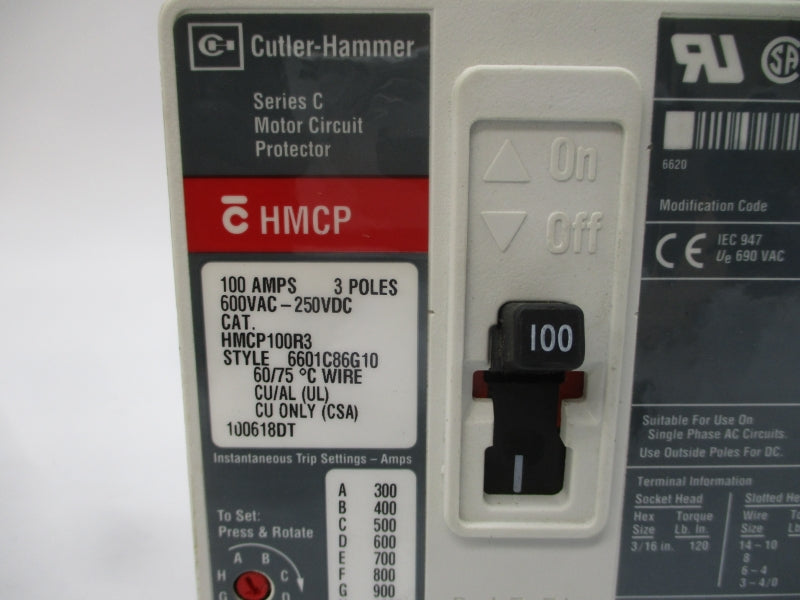 Cutler-Hammer
Series C
Motor Circuit
Protector
C HMCP
100 AMPS 3 POLES
600VAC-250VDC
CAT.
HMCP100R3
STYLE 6601C86G10
60/75 °C WIRE
CU/AL (UL)
CU ONLY (CSA)
100618DT
Instantaneous Trip Settings – Amps
A 300
B 400
C 500
D 600
E 700
F 800
G 900
To Set:
Press & Rotate
A B
H C
G D
On
Off
100
6620
Modification Code
CE IEC 947
Ue 690 VAC
Suitable For Use On
Single Phase AC Circuits.
Use Outside Poles For DC.
Terminal Information
Socket Head
Hex Torque
Size Lb. In.
3/16 in. 120
Slotted
Wire
Size
14-10
8
6-4
3-4/0